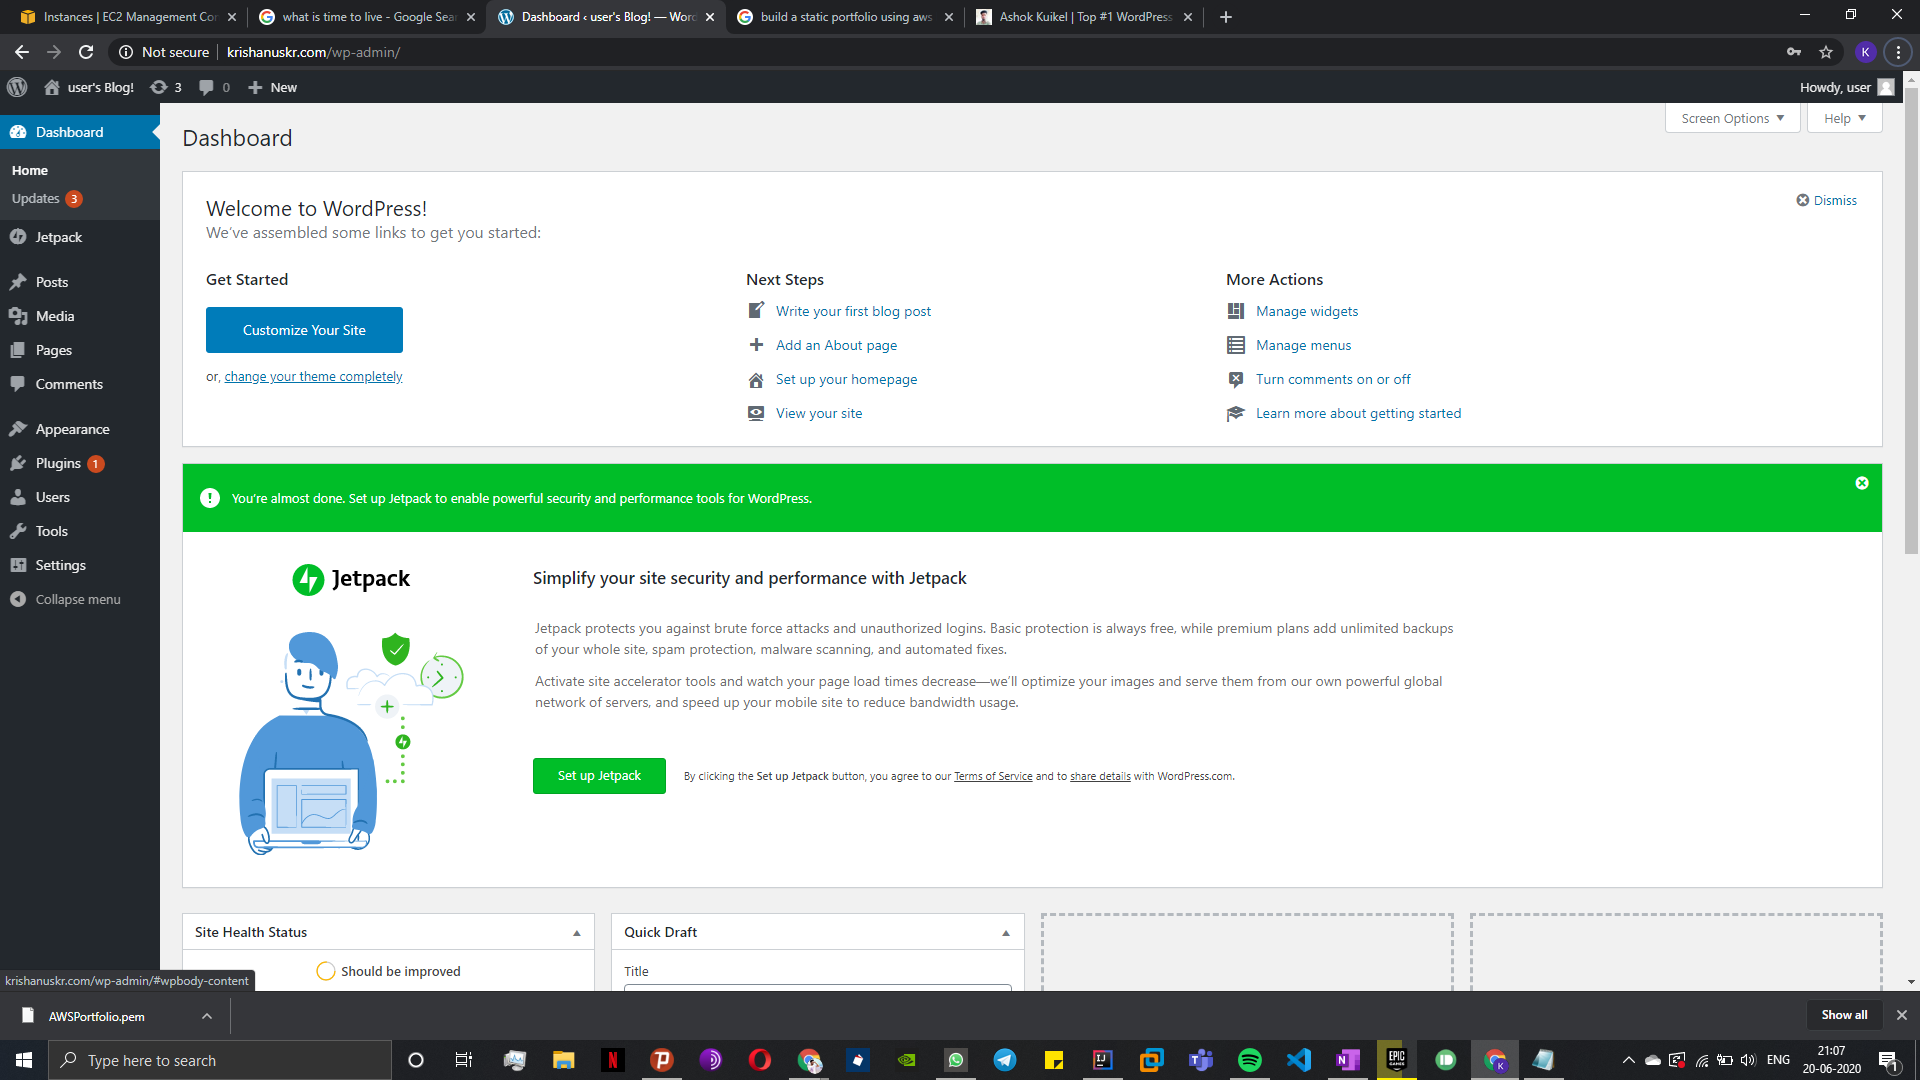 Instances | EC2 Management Con
what is time to live - Google Sear
Dashboard ‹ user's Blog! — Word
build a static portfolio using aws
Ashok Kuikel | Top #1 WordPress
Not secure
krishanuskr.com/wp-admin/
K
user's Blog!
3
0
New
Howdy, user
Dashboard
Home
Updates 3
Jetpack
Posts
Media
Pages
Comments
Appearance
Plugins 1
Users
Tools
Settings
Collapse menu
Dashboard
Screen Options
Help
Welcome to WordPress!
We've assembled some links to get you started:
Dismiss
Get Started
Customize Your Site
or, change your theme completely
Next Steps
Write your first blog post
Add an About page
Set up your homepage
View your site
More Actions
Manage widgets
Manage menus
Turn comments on or off
Learn more about getting started
You're almost done. Set up Jetpack to enable powerful security and performance tools for WordPress.
Jetpack
Simplify your site security and performance with Jetpack
Jetpack protects you against brute force attacks and unauthorized logins. Basic protection is always free, while premium plans add unlimited backups
of your whole site, spam protection, malware scanning, and automated fixes.
Activate site accelerator tools and watch your page load times decrease—we'll optimize your images and serve them from our own powerful global
network of servers, and speed up your mobile site to reduce bandwidth usage.
Set up Jetpack
By clicking the Set up Jetpack button, you agree to our Terms of Service and to share details with WordPress.com.
Site Health Status
Should be improved
Quick Draft
Title
krishanuskr.com/wp-admin/#wpbody-content
AWSPortfolio.pem
Show all
Type here to search
EPIC
GAMES
ENG
21:07
20-06-2020
1